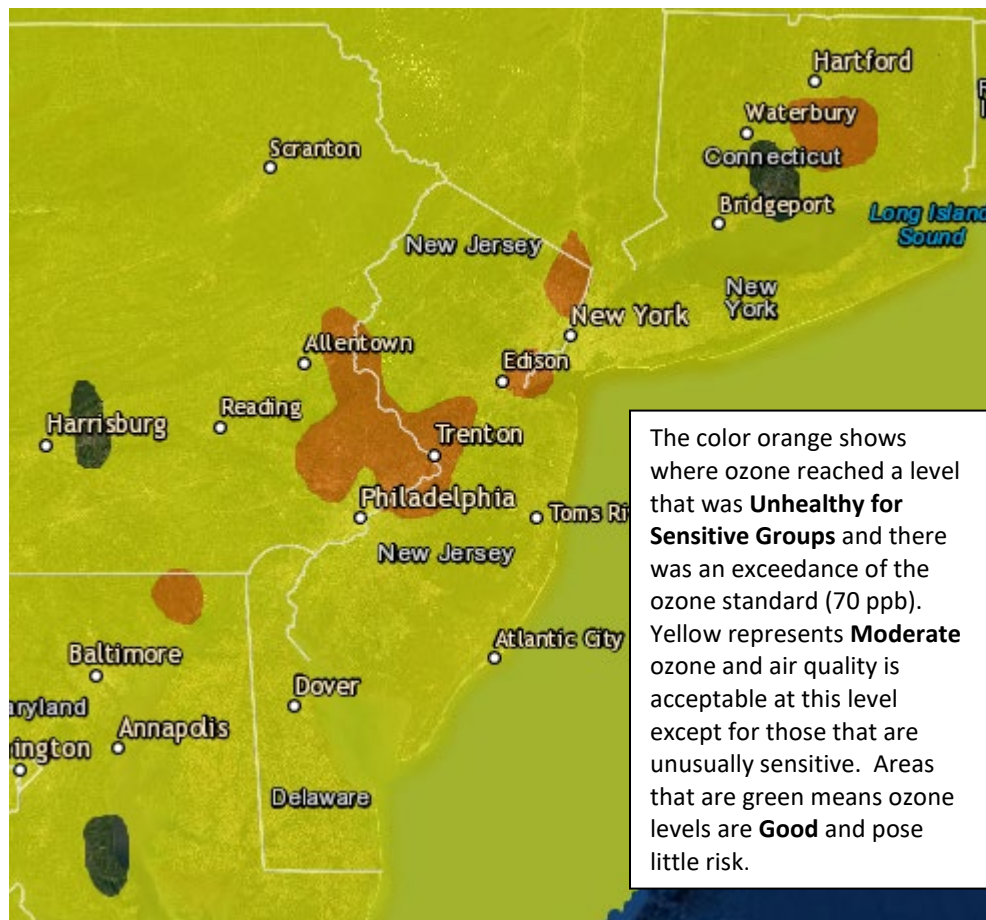 Hartford
Waterbury
Connecticut
Scranton
Bridgeport
Long Island
Sound
New Jersey
New
York
New York
Allentown
Edison
Reading
Harrisburg
Trenton
Philadelphia
Toms Ri
New Jersey
Atlantic City
Baltimore
Dover
aryland
Annapolis
ington
Delaware
The color orange shows
where ozone reached a level
that was Unhealthy for
Sensitive Groups and there
was an exceedance of the
ozone standard (70 ppb).
Yellow represents Moderate
ozone and air quality is
acceptable at this level
except for those that are
unusually sensitive. Areas
that are green means ozone
levels are Good and pose
little risk.